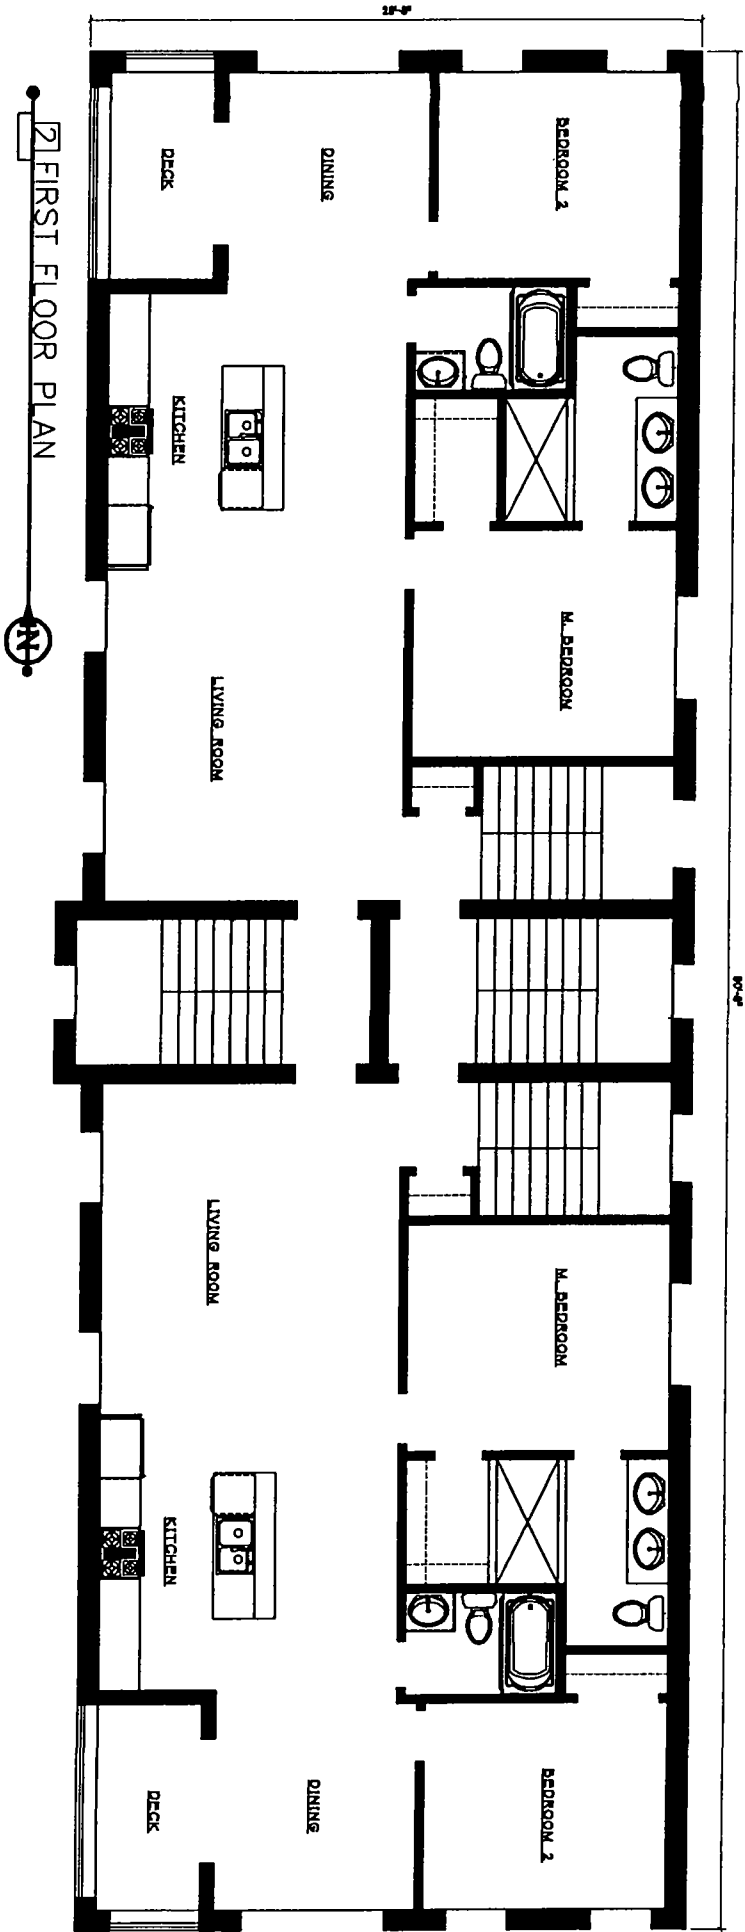 BEDROOM 2
BEDROOM 2
M. BEDROOM
M. BEDROOM
DINING
LIVING ROOM
LIVING ROOM
DINING
DECK
KITCHEN
KITCHEN
DECK
2 FIRST FLOOR PLAN
N